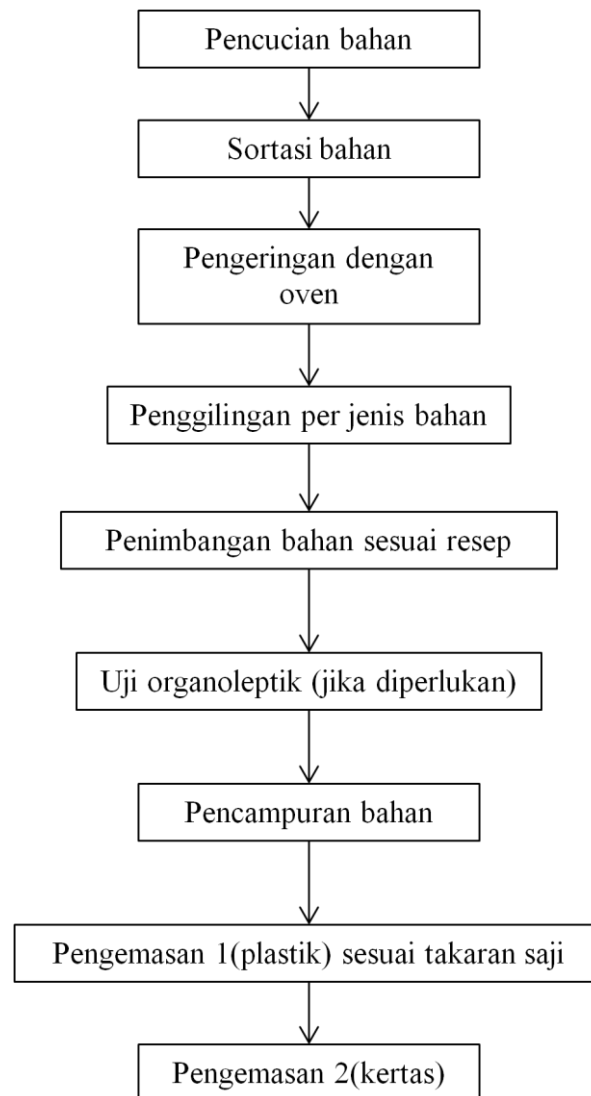 Pencucian bahan
Sortasi bahan
Pengeringan dengan
oven
Penggilingan per jenis bahan
Penimbangan bahan sesuai resep
Uji organoleptik (jika diperlukan)
Pencampuran bahan
Pengemasan 1(plastik) sesuai takaran saji
Pengemasan 2(kertas)